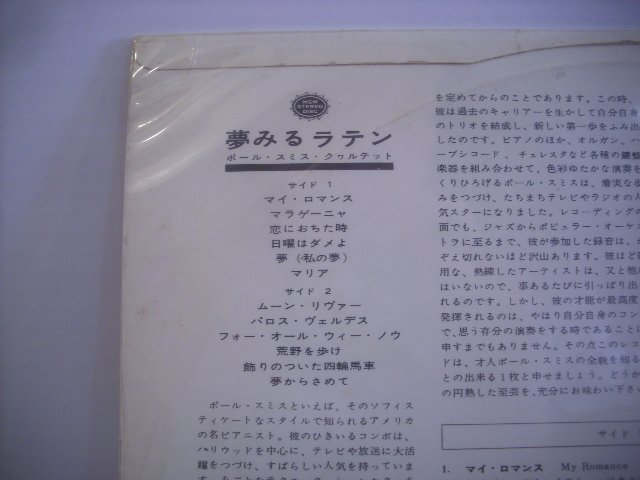 MGM
STEREO
DISC
夢みるラテン
ポール・スミス・クヮルテット
サイド 1
マイ・ロマンス
マラゲーニャ
恋におちた時
日曜はダメよ
夢(私の夢)
マリア
サイド 2
ムーン・リヴァー
バロス・ヴェルデス
フォー・オール・ウィー・ノウ
荒野を歩け
飾りのついた四輪馬車
夢からさめて
ポール・スミスといえば、そのソフィス
ティケートなスタイルで知られるアメリカ
の名ピアニスト。彼のひきいるコンボは、
ハリウッドを中心に、テレビや放送に大活
躍をつづけ、すばらしい人気を持っていま
を定めてからのことであります。この時、
彼は過去のキャリアーを生かして自分自身
のトリオを結成し、新しい第一歩をふみ出
したのです。ピアノのほか、オルガン、ハ
ープシコード、チェレスタなど各種の鍵盤
楽器を組み合わせて、色彩ゆたかな演奏を
くりひろげるポール・スミスは、着実な歩
みをつづけ、たちまちテレビやラジオの人
気スターになりました。レコーディングの
面でも、ジャズからポピュラー・オーケス
トラに至るまで、彼が参加した録音は、か
ぞえ切れないほど沢山あります。彼ほど
用な、熟練したアーティストは、又と他に
はいないので、事あるたびに引っぱり出
れるのです。しかし、彼の才能が最高度
発揮されるのは、やはり自分自身のコン
で、思う存分の演奏をする時であること
申すまでもありません。その点このレコ
ドは、才人ポール・スミスの全貌を知る
との出来る1枚と申せましょう。どうか
の円熟した至芸を、充分にお味わい下さい
サイド
1. マイ・ロマンス My Romance